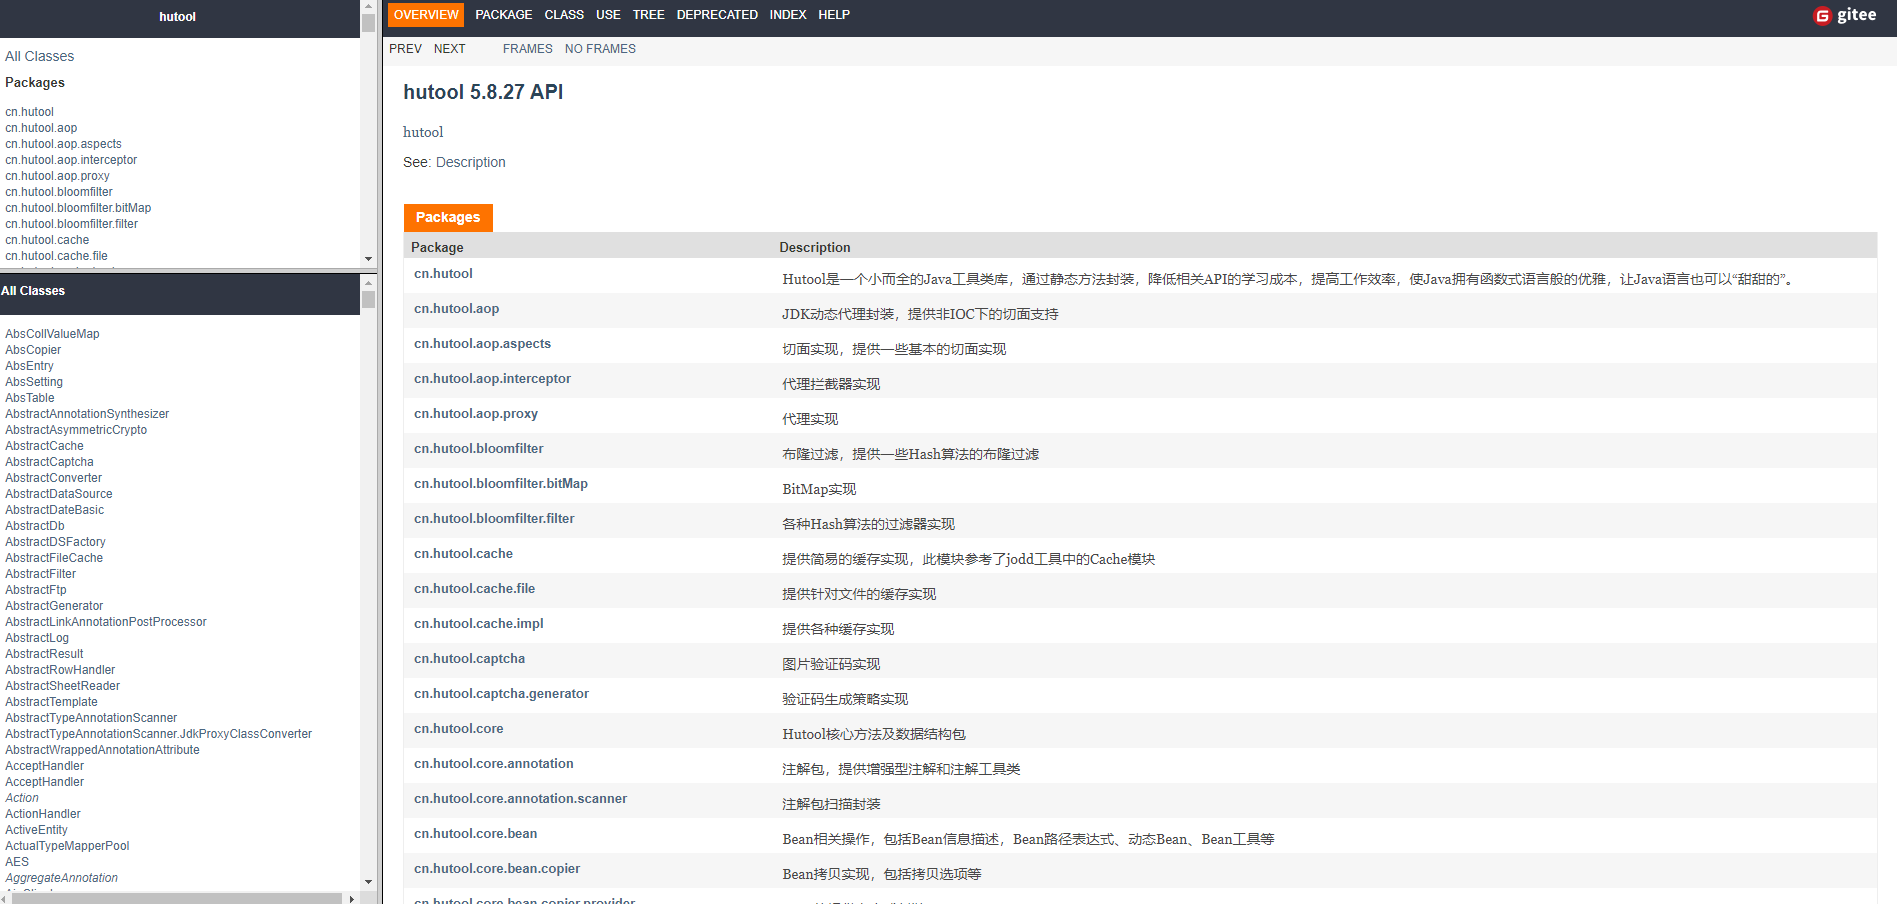 hutool
All Classes
Packages
cn.hutool
cn.hutool.aop
cn.hutool.aop.aspects
cn.hutool.aop.interceptor
cn.hutool.aop.proxy
cn.hutool.bloomfilter
cn.hutool.bloomfilter.bitMap
cn.hutool.bloomfilter.filter
cn.hutool.cache
cn.hutool.cache.file
All Classes
AbsCollValueMap
AbsCopier
AbsEntry
AbsSetting
AbsTable
AbstractAnnotationSynthesizer
AbstractAsymmetricCrypto
AbstractCache
AbstractCaptcha
AbstractConverter
AbstractDataSource
AbstractDateBasic
AbstractDb
AbstractDSFactory
AbstractFileCache
AbstractFilter
AbstractFtp
AbstractGenerator
AbstractLinkAnnotationPostProcessor
AbstractLog
AbstractResult
AbstractRowHandler
AbstractSheetReader
AbstractTemplate
AbstractTypeAnnotationScanner
AbstractTypeAnnotationScanner.JdkProxyClassConverter
AbstractWrappedAnnotationAttribute
AcceptHandler
AcceptHandler
Action
ActionHandler
ActiveEntity
ActualTypeMapperPool
AES
AggregateAnnotation
OVERVIEW PACKAGE CLASS USE TREE DEPRECATED INDEX HELP
gitee
PREV NEXT FRAMES NO FRAMES
hutool 5.8.27 API
hutool
See: Description
Packages
Package Description
cn.hutool Hutool是一个小而全的Java工具类库，通过静态方法封装，降低相关API的学习成本，提高工作效率，使Java拥有函数式语言般的优雅，让Java语言也可以“甜甜的”。
cn.hutool.aop JDK动态代理封装，提供非IOC下的切面支持
cn.hutool.aop.aspects 切面实现，提供一些基本的切面实现
cn.hutool.aop.interceptor 代理拦截器实现
cn.hutool.aop.proxy 代理实现
cn.hutool.bloomfilter 布隆过滤，提供一些Hash算法的布隆过滤
cn.hutool.bloomfilter.bitMap BitMap实现
cn.hutool.bloomfilter.filter 各种Hash算法的过滤器实现
cn.hutool.cache 提供简易的缓存实现，此模块参考了jodd工具中的Cache模块
cn.hutool.cache.file 提供针对文件的缓存实现
cn.hutool.cache.impl 提供各种缓存实现
cn.hutool.captcha 图片验证码实现
cn.hutool.captcha.generator 验证码生成策略实现
cn.hutool.core Hutool核心方法及数据结构包
cn.hutool.core.annotation 注解包，提供增强型注解和注解工具类
cn.hutool.core.annotation.scanner 注解包扫描封装
cn.hutool.core.bean Bean相关操作，包括Bean信息描述，Bean路径表达式、动态Bean、Bean工具等
cn.hutool.core.bean.copier Bean拷贝实现，包括拷贝选项等
cn.hutool.core.bean.copier.provider